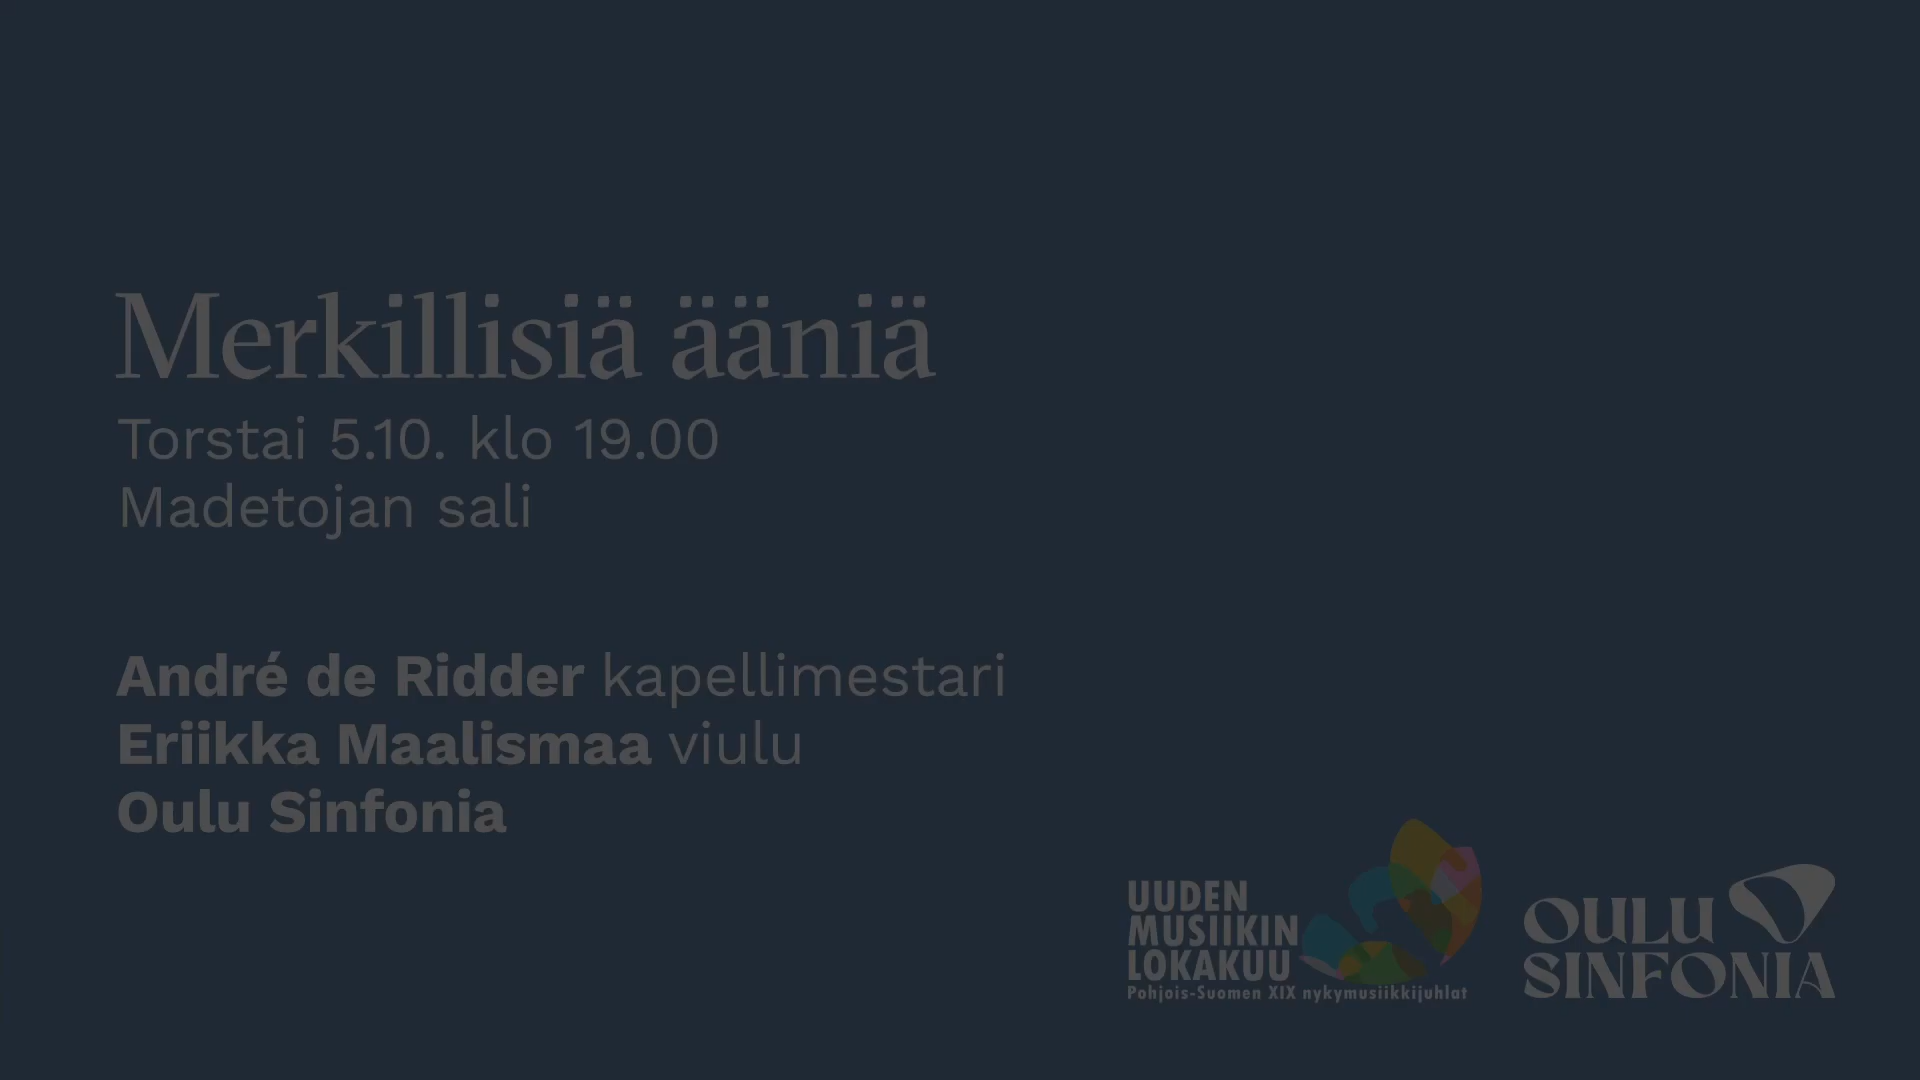 Merkillisiä ääniä
Torstai 5.10. klo 19.00
Madetojan sali
André de Ridder kapellimestari
Eriikka Maalismaa viulu
Oulu Sinfonia
UUDEN
MUSIIKIN
LOKAKUU
Pohjois-Suomen XIX nykymusiikkijuhlat
OULU
SINFONIA